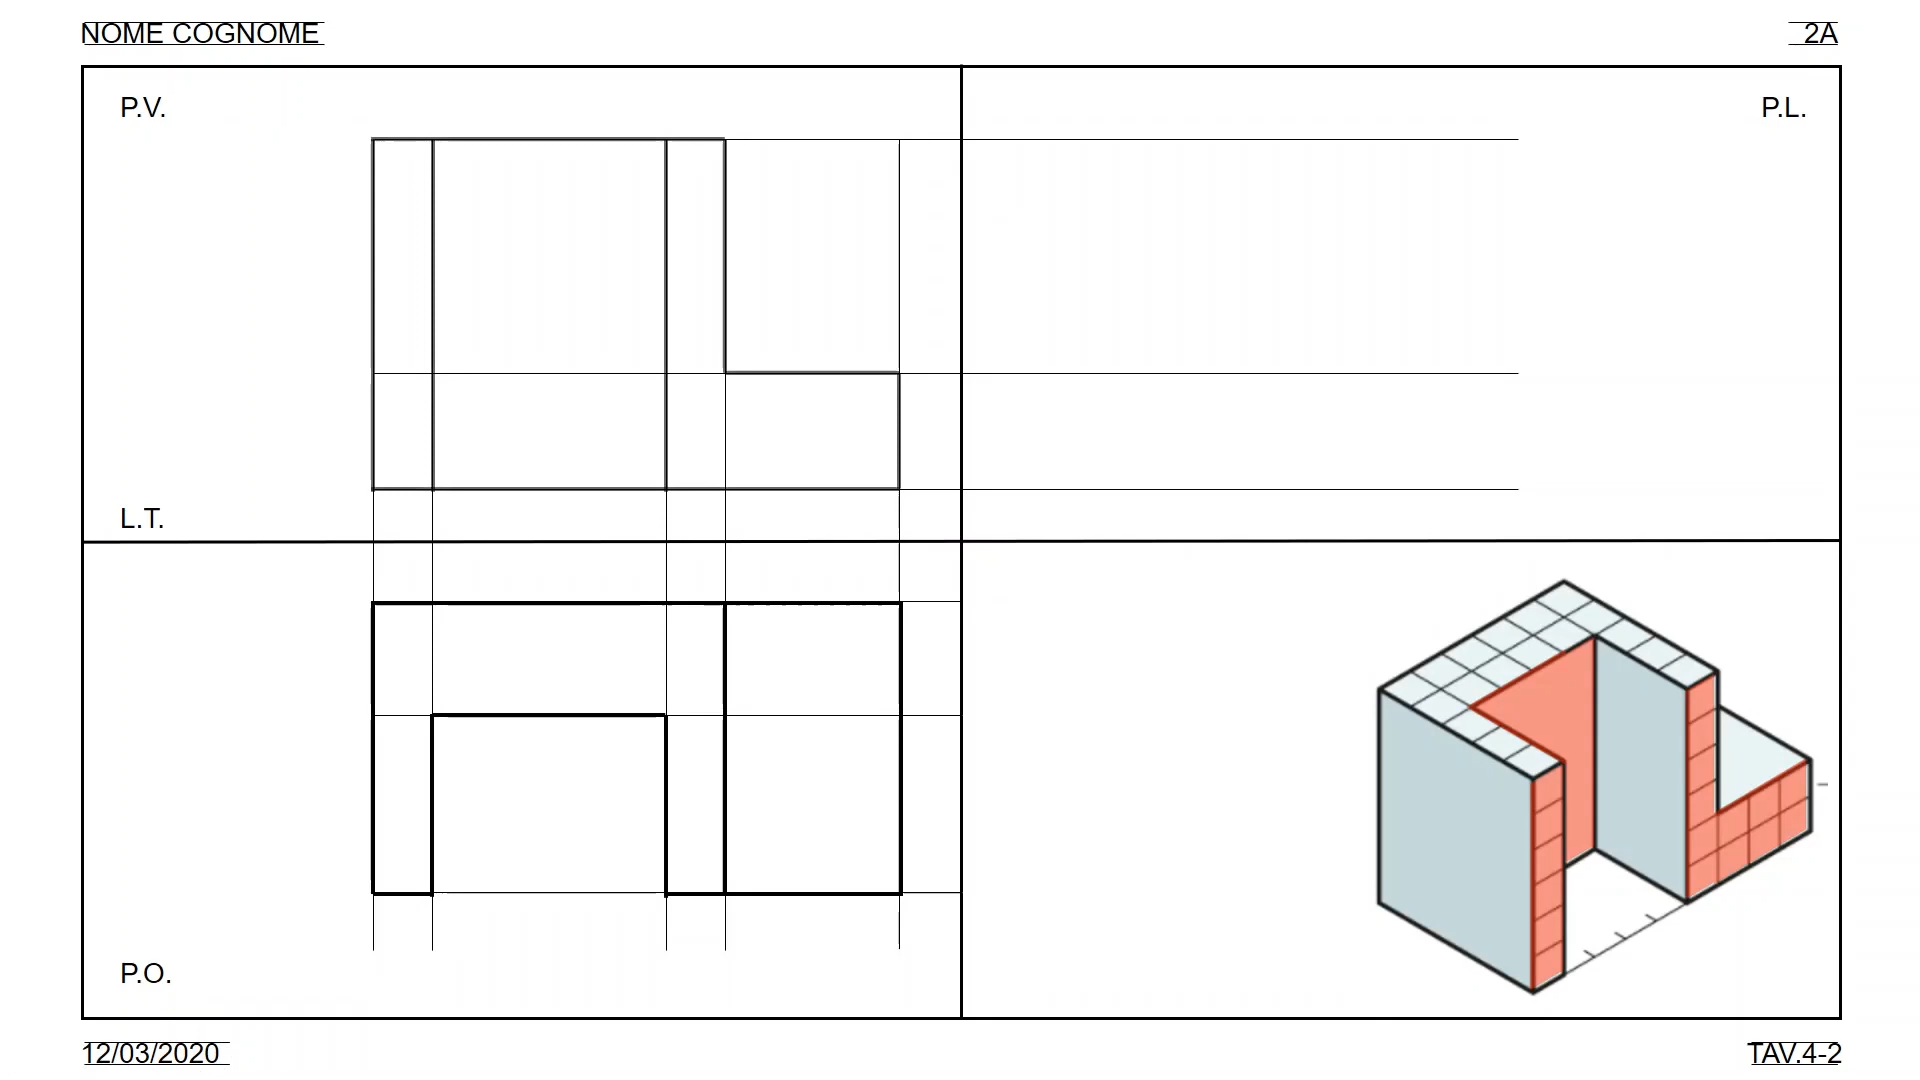 NOME COGNOME
2A
P.V.
P.L.
L.T.
P.O.
12/03/2020
TAV.4-2